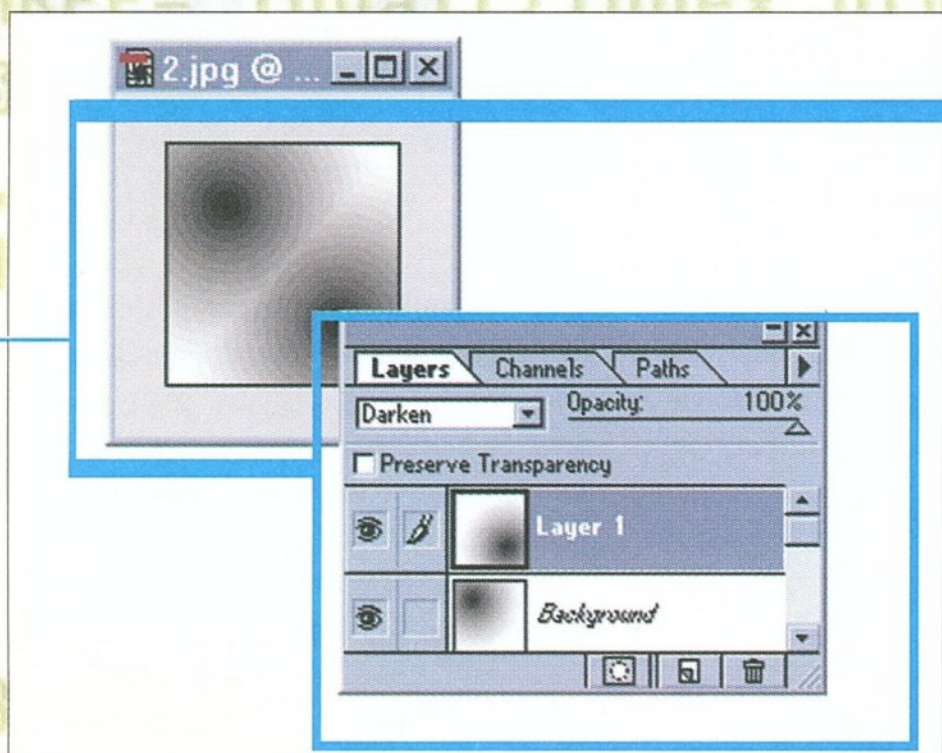 2.jpg @ ...
Layers Channels Paths
Darken Opacity: 100%
Preserve Transparency
Layer 1
Background